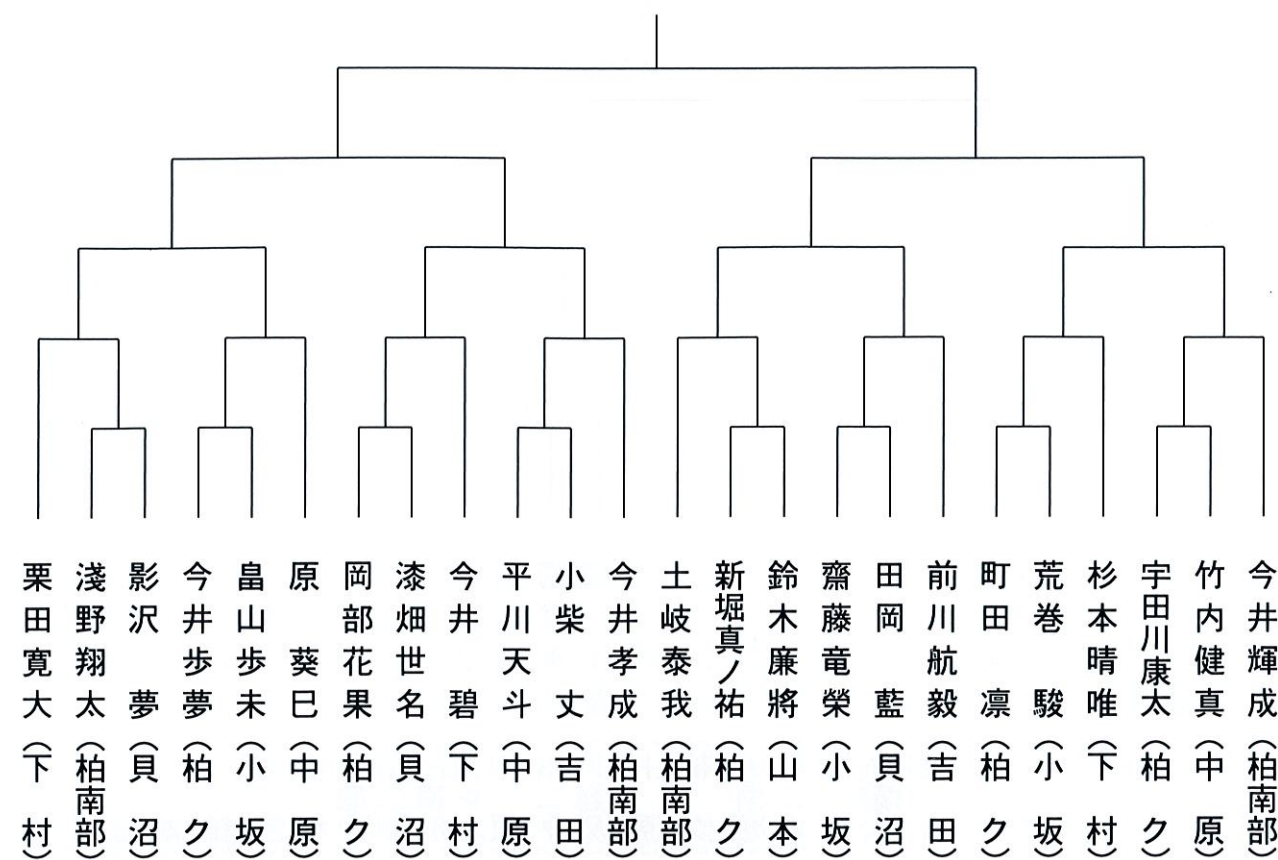 栗田寛大(下村)
淺野翔太(柏南部)
影沢夢(貝沼)
今井歩夢(柏ク)
畠山歩未(小坂)
原葵巳(中原)
岡部花果(柏ク)
漆畑世名(貝沼)
今井碧(下村)
平川天斗(中原)
小柴丈(吉田)
今井孝成(柏南部)
土岐泰我(柏南部)
新堀真ノ祐(柏ク)
鈴木廉將(山本)
齋藤竜榮(小坂)
田岡藍(貝沼)
前川航毅(吉田)
町田凛(柏ク)
荒巻駿(小坂)
杉本晴唯(下村)
宇田川康太(柏ク)
竹内健真(中原)
今井輝成(柏南部)